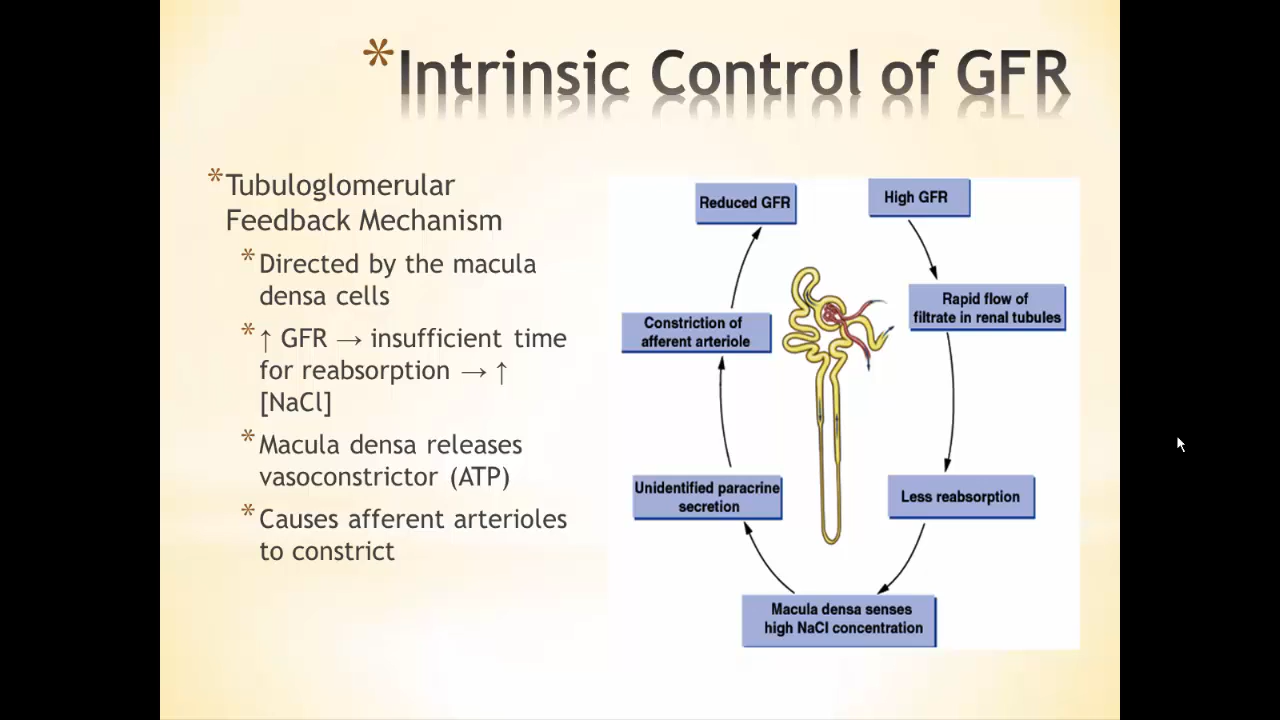 *Intrinsic Control of GFR
*Tubuloglomerular
Feedback Mechanism
*Directed by the macula
densa cells
*↑ GFR → insufficient time
for reabsorption → ↑
[NaCl]
*Macula densa releases
vasoconstrictor (ATP)
*Causes afferent arterioles
to constrict
Reduced GFR
High GFR
Rapid flow of
filtrate in renal tubules
Constriction of
afferent arteriole
Less reabsorption
Unidentified paracrine
secretion
Macula densa senses
high NaCl concentration